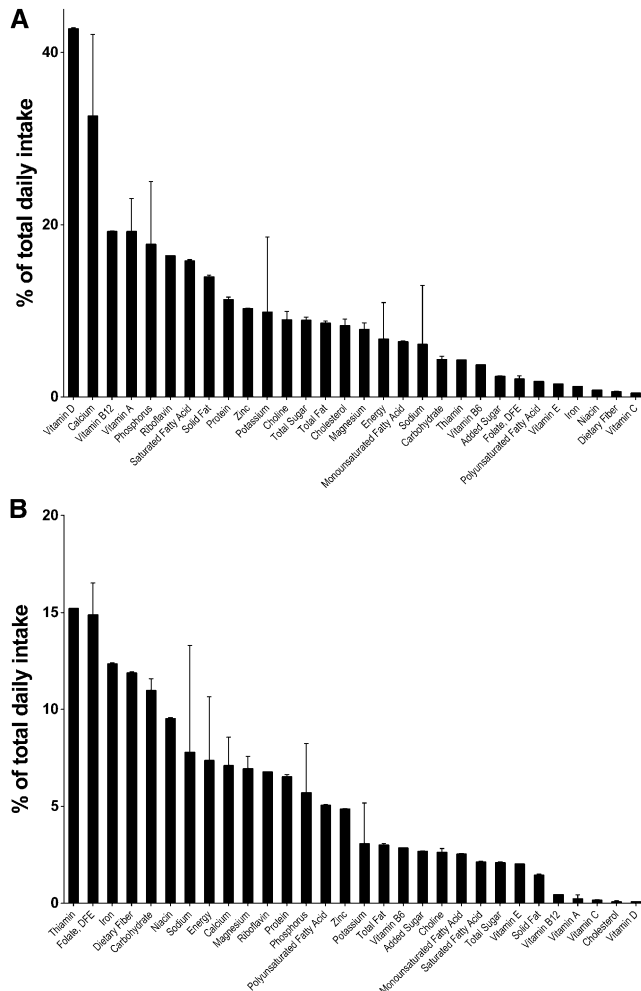 A
% of total daily intake
40
20
0
Vitamin D
Calcium
Vitamin B12
Vitamin A
Phosphorus
Riboflavin
Saturated Fatty Acid
Solid Fat
Protein
Zinc
Potassium
Choline
Total Sugar
Total Fat
Cholesterol
Magnesium
Energy
Monounsaturated Fatty Acid
Sodium
Carbohydrate
Thamin
Vitamin B6
Added Sugar
Folate, DFE
Polyunsaturated Fatty Acid
Vitamin E
Iron
Niacin
Dietary Fiber
Vitamin C
B
% of total daily intake
20
15
10
5
0
Thiamin
Folate, DFE
Iron
Dietary Fiber
Carbohydrate
Niacin
Sodium
Energy
Calcium
Magnesium
Riboflavin
Protein
Phosphorus
Polyunsaturated Fatty Acid
Zinc
Potassium
Total Fat
Vitamin B6
Added Sugar
Choline
Monounsaturated Fatty Acid
Saturated Fatty Acid
Total Sugar
Vitamin E
Solid Fat
Vitamin B12
Vitamin A
Vitamin C
Cholesterol
Vitamin D